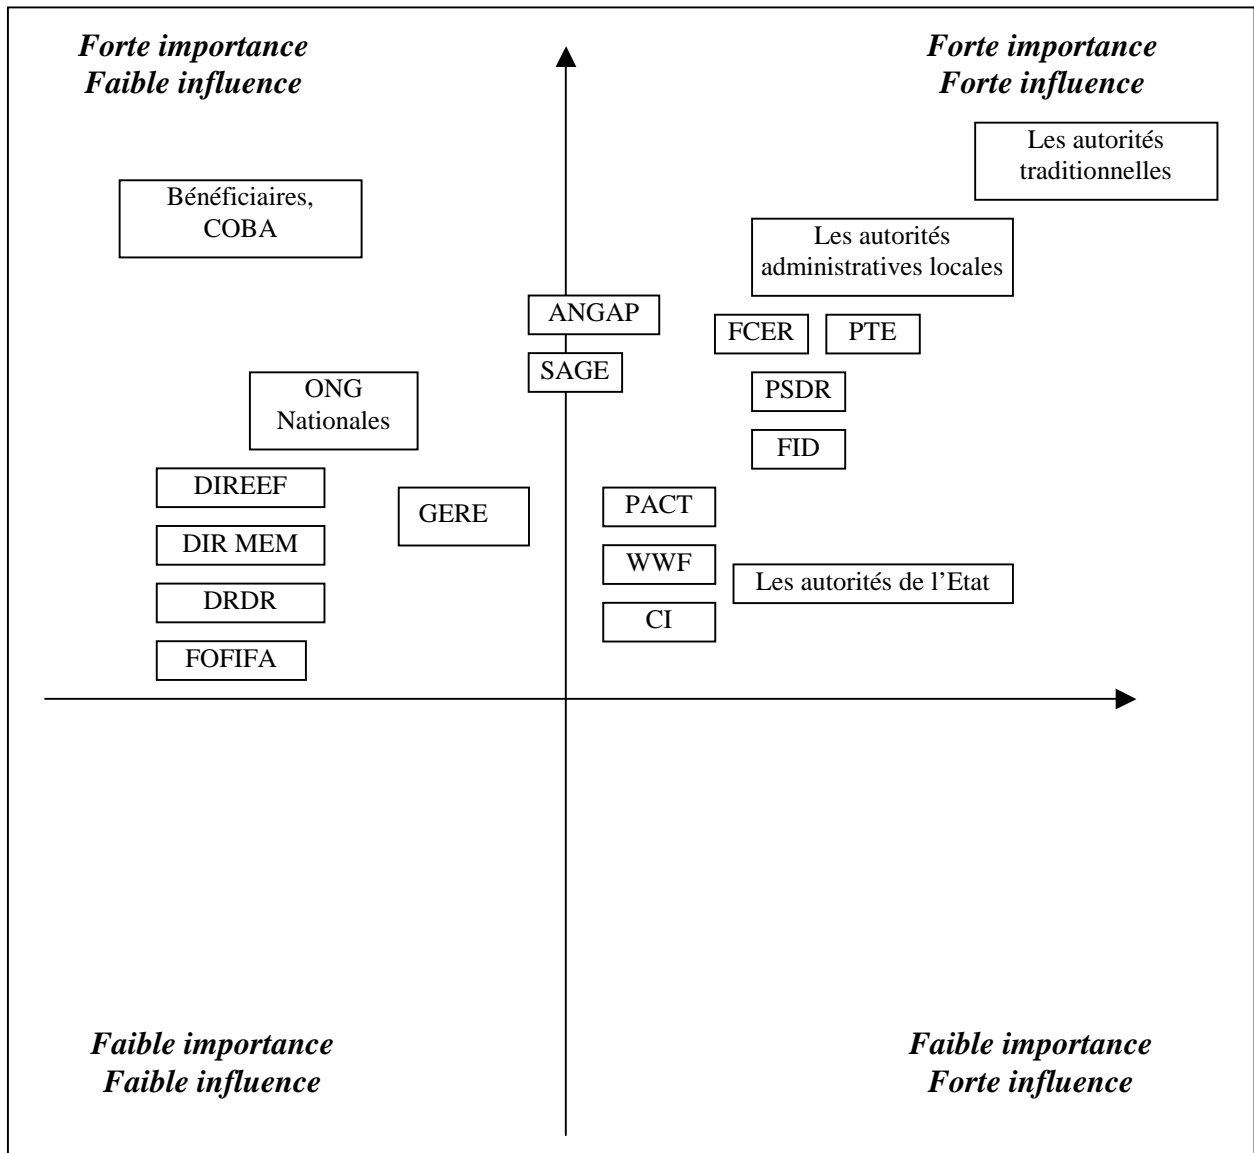 Forte importance
Faible influence
Forte importance
Forte influence
Les autorités
traditionnelles
Bénéficiaires,
COBA
Les autorités
administratives locales
ANGAP
FCER
PTE
SAGE
ONG
Nationales
PSDR
FID
DIREEF
GERE
PACT
DIR MEM
WWF
Les autorités de l’Etat
DRDR
CI
FOFIFA
Faible importance
Faible influence
Faible importance
Forte influence